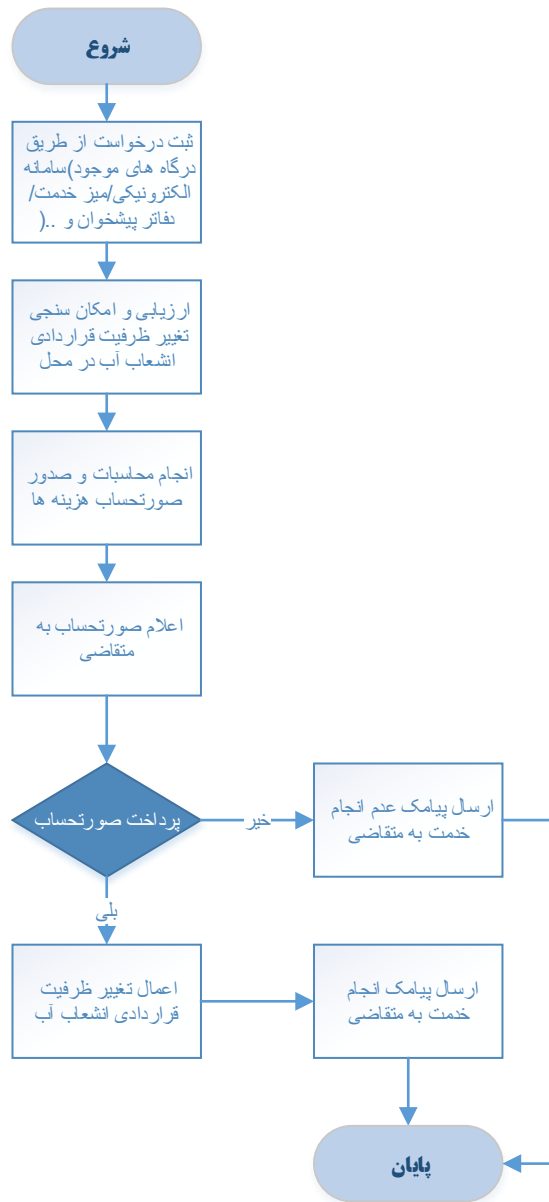 شروع
ثبت درخواست از طریق
درگاه های موجود)سامانه
الکترونیکی/میز خدمت/
دفاتر پیشخوان و ..(
ارزیابی و امکان سنجی
تغییر ظرفیت قراردادی
انشعاب آب در محل
انجام محاسبات و صدور
صورتحساب هزینه ها
اعلام صورتحساب به
متقاضی
پرداخت صورتحساب
خیر
ارسال پیامک عدم انجام
خدمت به متقاضی
بلی
اعمال تغییر ظرفیت
قراردادی انشعاب آب
ارسال پیامک انجام
خدمت به متقاضی
پایان